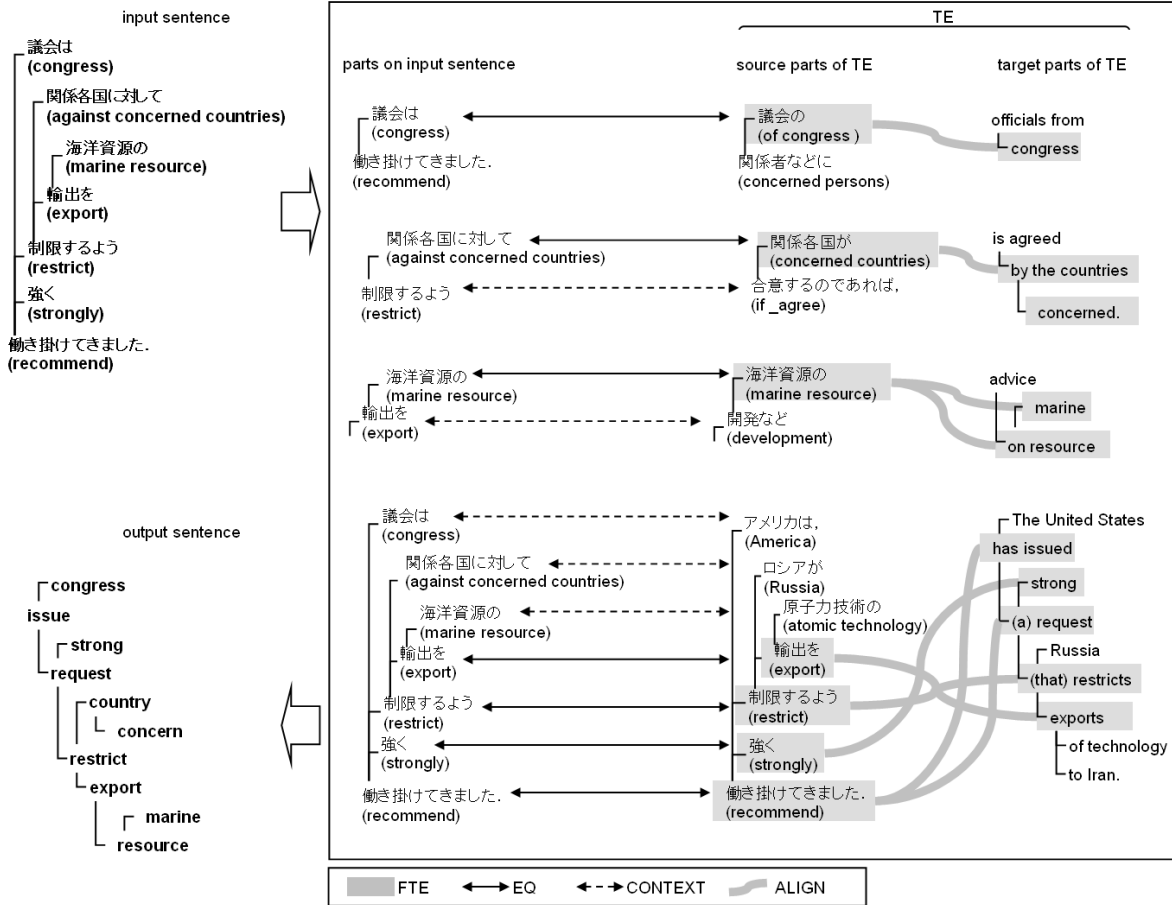 input sentence
議会は
(congress)
関係各国に対して
(against concerned countries)
海洋資源の
(marine resource)
輸出を
(export)
制限するよう
(restrict)
強く
(strongly)
働き掛けてきました.
(recommend)
output sentence
congress
issue
strong
request
country
concern
restrict
export
marine
resource
TE
parts on input sentence
source parts of TE
target parts of TE
議会は
(congress)
働き掛けてきました.
(recommend)
議会の
(of congress )
関係者などに
(concerned persons)
officials from
congress
関係各国に対して
(against concerned countries)
制限するよう
(restrict)
関係各国が
(concerned countries)
合意するのであれば,
(if _agree)
is agreed
by the countries
concerned.
海洋資源の
(marine resource)
輸出を
(export)
海洋資源の
(marine resource)
開発など
(development)
advice
marine
on resource
議会は
(congress)
関係各国に対して
(against concerned countries)
海洋資源の
(marine resource)
輸出を
(export)
制限するよう
(restrict)
強く
(strongly)
働き掛けてきました.
(recommend)
アメリカは,
(America)
ロシアが
(Russia)
原子力技術の
(atomic technology)
輸出を
(export)
制限するよう
(restrict)
強く
(strongly)
働き掛けてきました.
(recommend)
The United States
has issued
strong
(a) request
Russia
(that) restricts
exports
of technology
to Iran.
FTE
EQ
CONTEXT
ALIGN